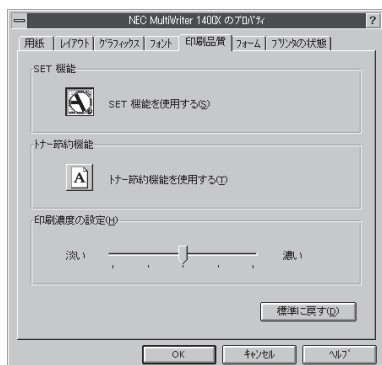 NEC MultiWriter 1400X のﾌﾟﾛﾊﾟﾃｨ ?
用紙 ﾚｲｱｳﾄ ｸﾞﾗﾌｨｯｸｽ ﾌｫﾝﾄ 印刷品質 ﾌｫｰﾑ ﾌﾟﾘﾝﾀの状態
SET 機能
A SET 機能を使用する(S)
ﾄﾅｰ節約機能
A ﾄﾅｰ節約機能を使用する(T)
印刷濃度の設定(H)
淡い 濃い
標準に戻す(D)
OK ｷｬﾝｾﾙ ﾍﾙﾌﾟ